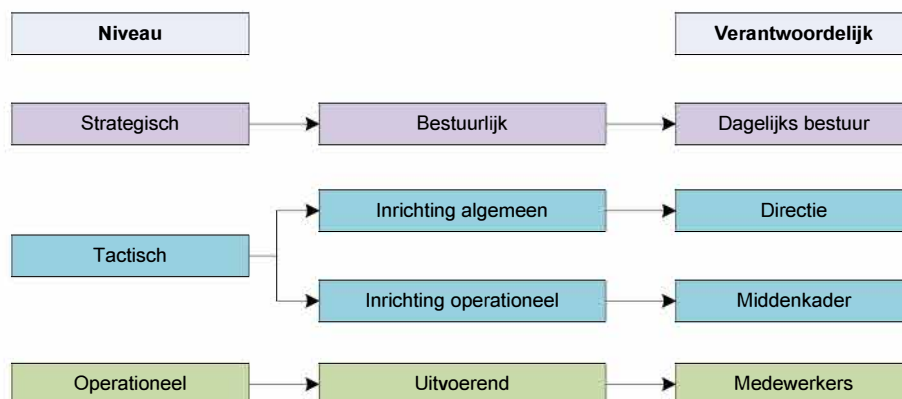 Niveau
Verantwoordelijk
Strategisch
Bestuurlijk
Dagelijks bestuur
Inrichting algemeen
Directie
Tactisch
Inrichting operationeel
Middenkader
Operationeel
Uitvoerend
Medewerkers